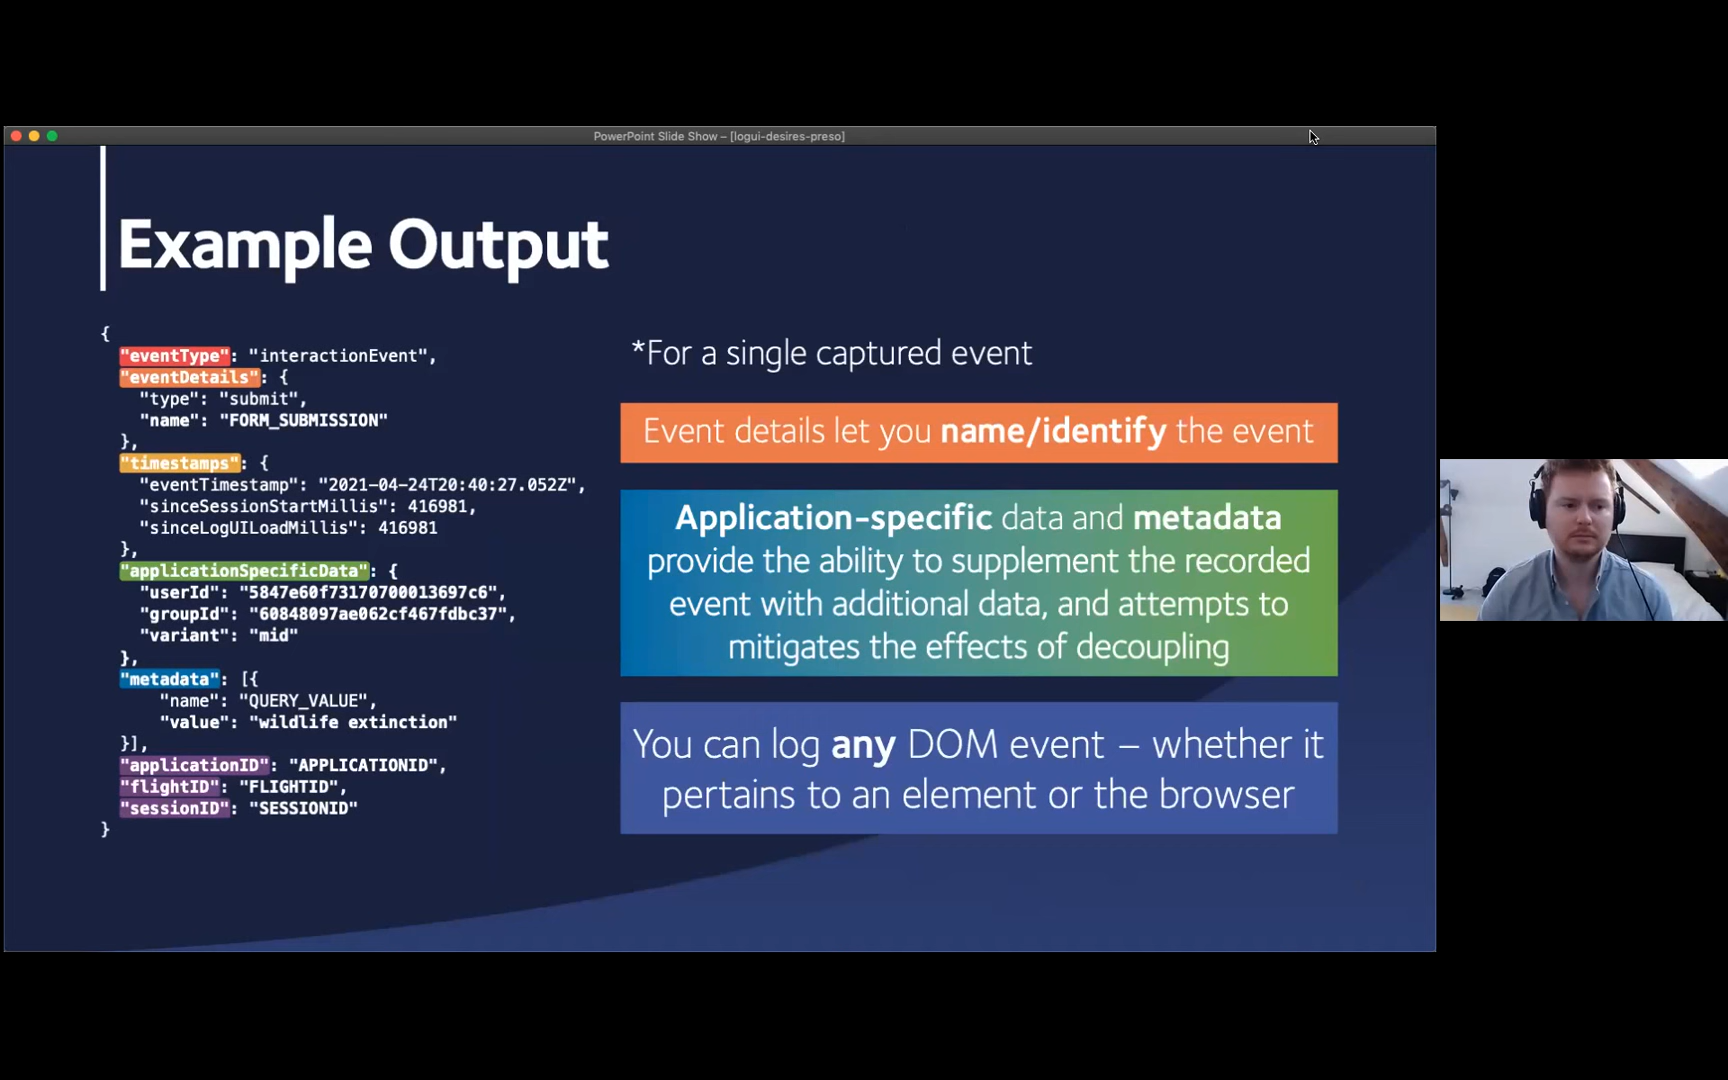 PowerPoint Slide Show – [logui-desires-preso]
Example Output
{
"eventType": "interactionEvent",
"eventDetails": {
"type": "submit",
"name": "FORM_SUBMISSION"
},
"timestamps": {
"eventTimestamp": "2021-04-24T20:40:27.052Z",
"sinceSessionStartMillis": 416981,
"sinceLogUILoadMillis": 416981
},
"applicationSpecificData": {
"userId": "5847e60f73170700013697c6",
"groupId": "60848097ae062cf467fdbc37",
"variant": "mid"
},
"metadata": [{
"name": "QUERY_VALUE",
"value": "wildlife extinction"
}],
"applicationID": "APPLICATIONID",
"flightID": "FLIGHTID",
"sessionID": "SESSIONID"
}
*For a single captured event
Event details let you name/identify the event
Application-specific data and metadata
provide the ability to supplement the recorded
event with additional data, and attempts to
mitigates the effects of decoupling
You can log any DOM event – whether it
pertains to an element or the browser